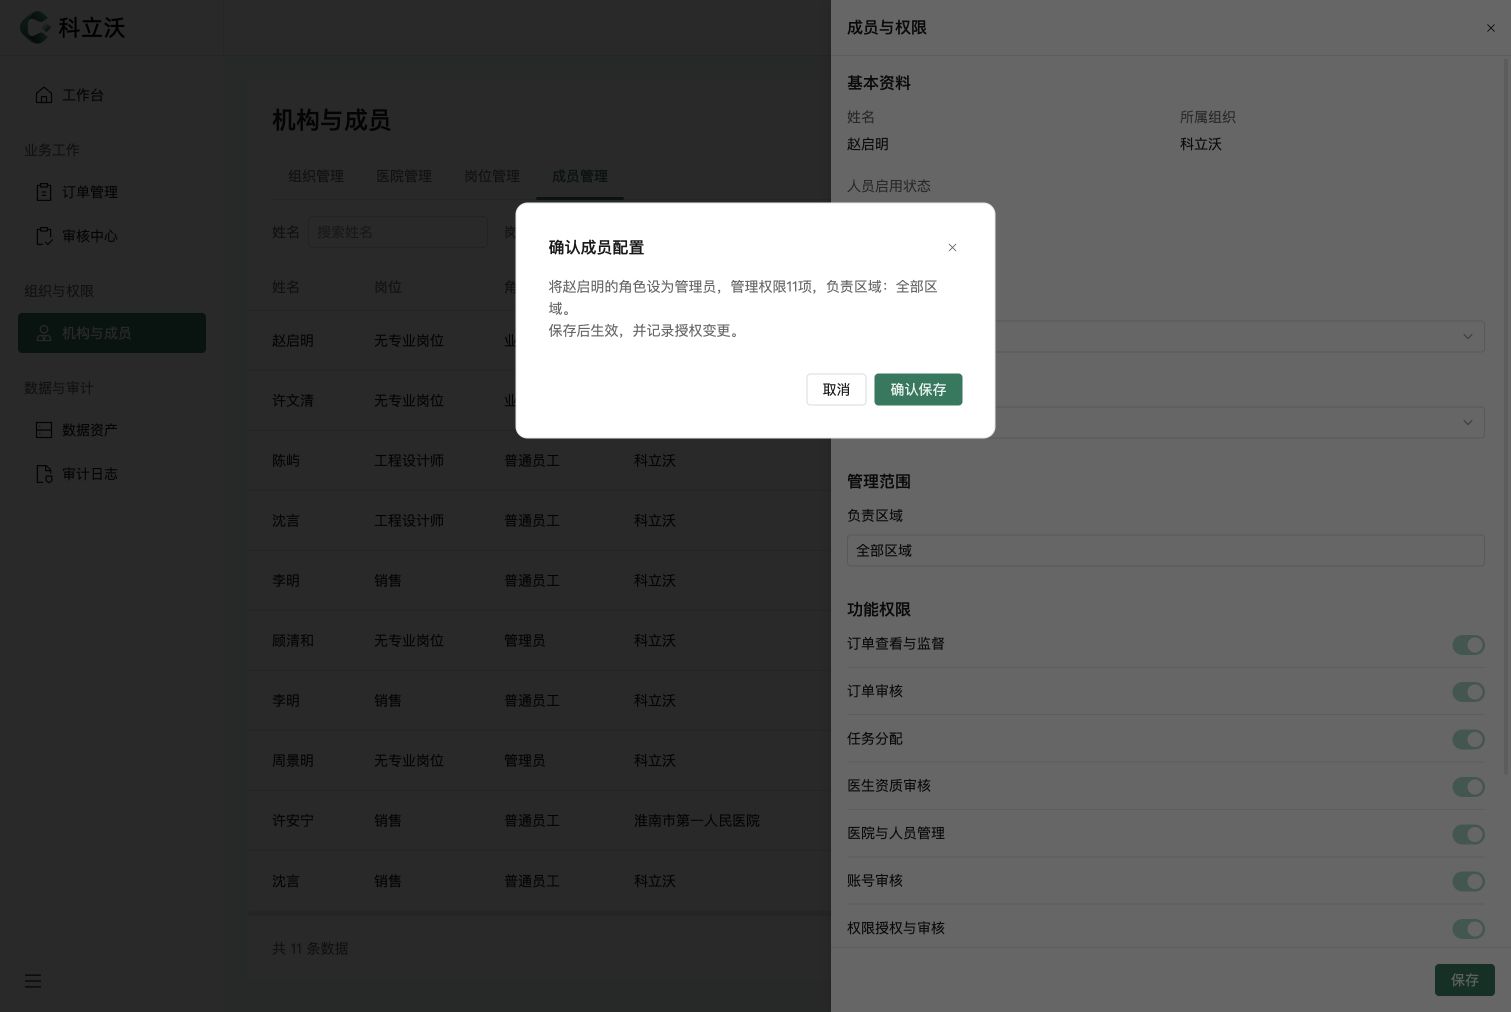 科立沃
工作台
业务工作
订单管理
审核中心
组织与权限
机构与成员
数据与审计
数据资产
审计日志
机构与成员
组织管理 医院管理 岗位管理 成员管理
姓名 搜索姓名
姓名 岗位
赵启明 无专业岗位
许文清 无专业岗位
陈屿 工程设计师 普通员工 科立沃
沈言 工程设计师 普通员工 科立沃
李明 销售 普通员工 科立沃
顾清和 无专业岗位 管理员 科立沃
李明 销售 普通员工 科立沃
周景明 无专业岗位 管理员 科立沃
许安宁 销售 普通员工 淮南市第一人民医院
沈言 销售 普通员工 科立沃
共 11 条数据
确认成员配置
将赵启明的角色设为管理员，管理权限11项，负责区域：全部区
域。
保存后生效，并记录授权变更。
取消 确认保存
成员与权限
基本资料
姓名 所属组织
赵启明 科立沃
人员启用状态
管理范围
负责区域
全部区域
功能权限
订单查看与监督
订单审核
任务分配
医生资质审核
医院与人员管理
账号审核
权限授权与审核
保存